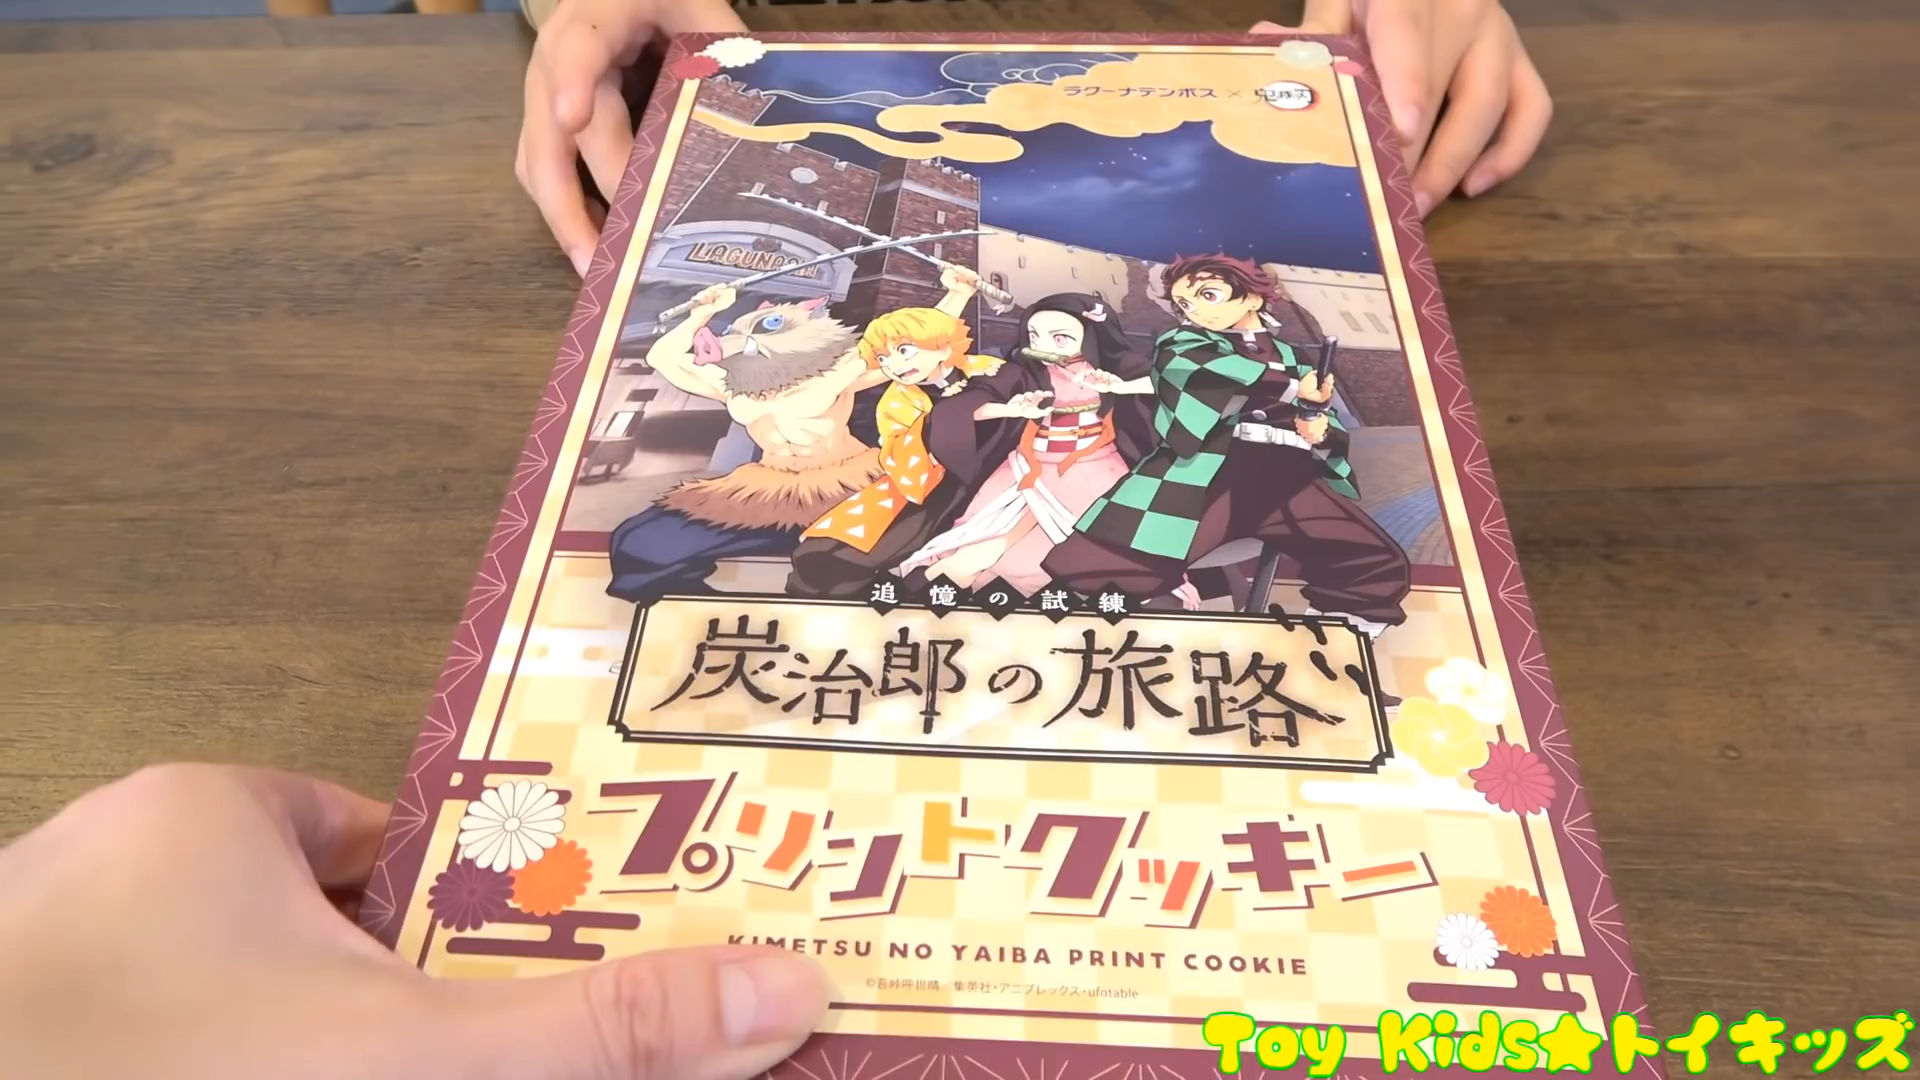 ラグーナテンボス × 鬼滅の刃
LAGUNASIA
追憶の試練
炭治郎の旅路
プリントクッキー
KIMETSU NO YAIBA PRINT COOKIE
©吾峠呼世晴／集英社・アニプレックス・ufotable
Toy Kids★トイキッズ